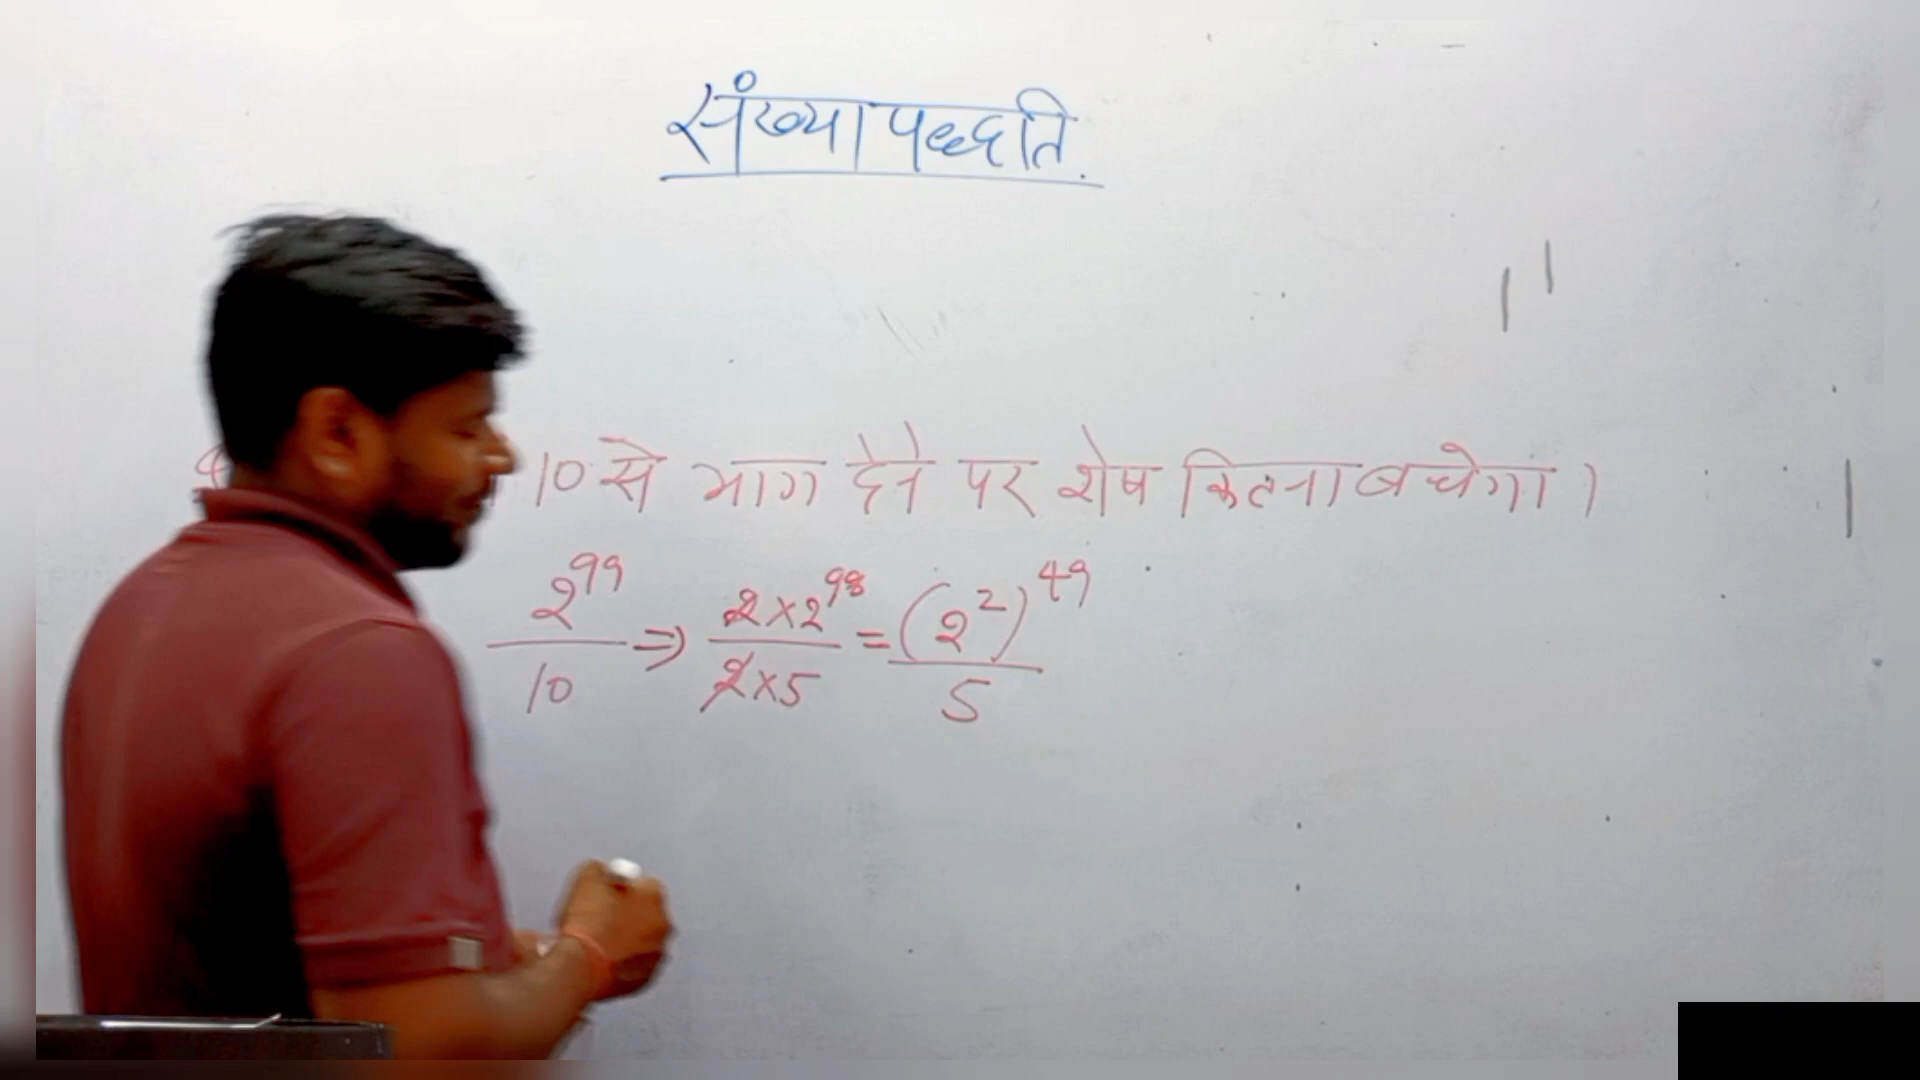 संख्या पद्धति.
10 से भाग देने पर शेष कितना बचेगा।
2^99/10 ⇒ 2×2^98/2×5 = (2^2)^49/5